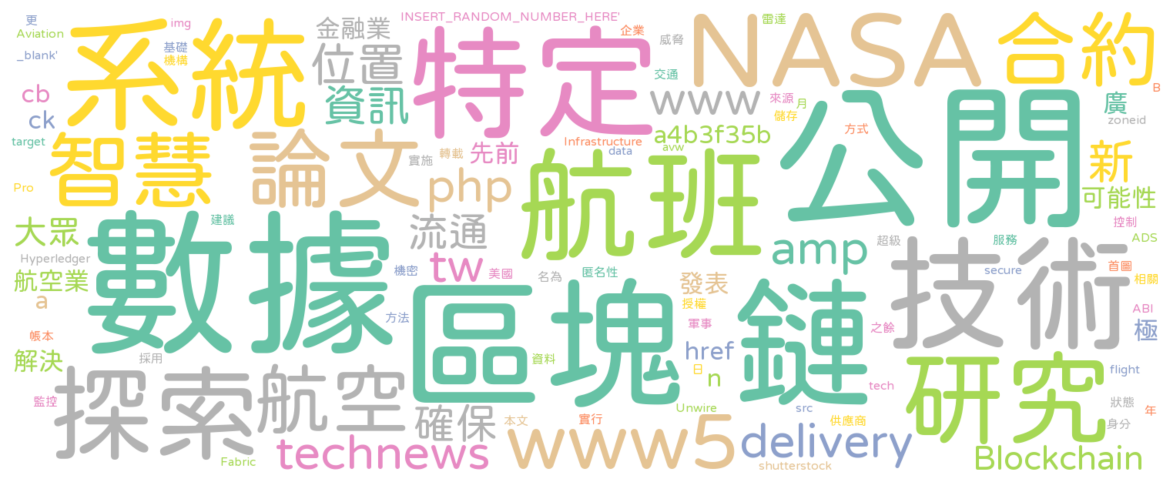 更
img
Aviation
_blank'
基礎
機構
cb
ck
target
系統
金融業
位置
資訊
INSERT_RANDOM_NUMBER_HERE'
特定
企業
威脅
雷達
交通
www
NASA
合約
來源
月
儲存
方式
B
廣
zoneid
智慧
論文
實施
轉載
先前
php
Infrastructure
data
avw
a4b3f35b
航班
公開
新
可能性
控制
ADS
Pro
大眾
Hyperledger
航空業
a
帳本
解決
監控
建議
數據
機密
方法
採用
流通
tw
美國
名為
匿名性
amp
發表
授權
軍事
href
日
n
區塊鏈
超級
服務
技術
secure
首圖
相關
ABI
極
之餘
tech
flight
狀態
年
身分
研究
Blockchain
探索
航空
確保
Fabric
technews
本文
www5
資料
實行
Unwire
src
供應商
delivery
shutterstock